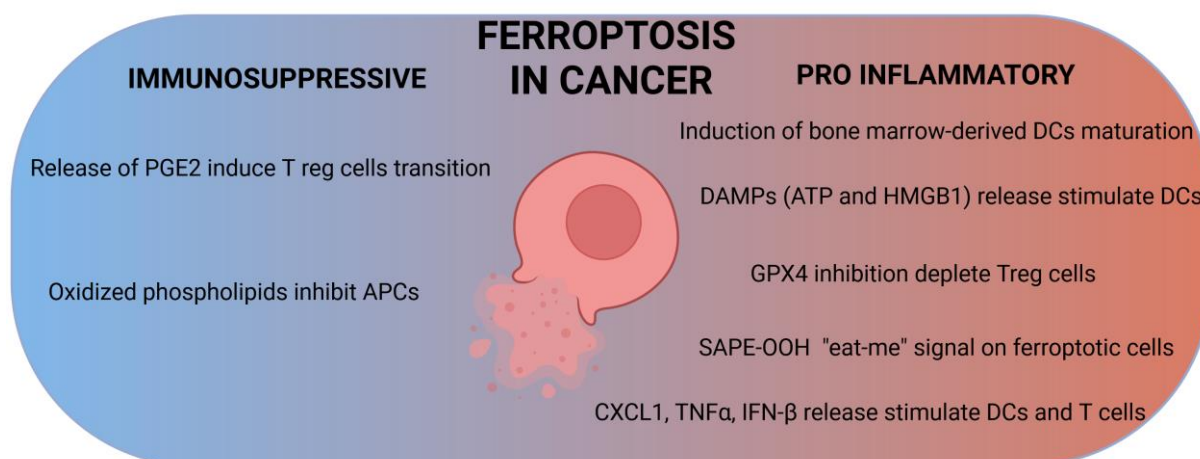 FERROPTOSIS
IN CANCER
IMMUNOSUPPRESSIVE
Release of PGE2 induce T reg cells transition
Oxidized phospholipids inhibit APCs
PRO INFLAMMATORY
Induction of bone marrow-derived DCs maturation
DAMPs (ATP and HMGB1) release stimulate DCs
GPX4 inhibition deplete Treg cells
SAPE-OOH "eat-me" signal on ferroptotic cells
CXCL1, TNFα, IFN-β release stimulate DCs and T cells